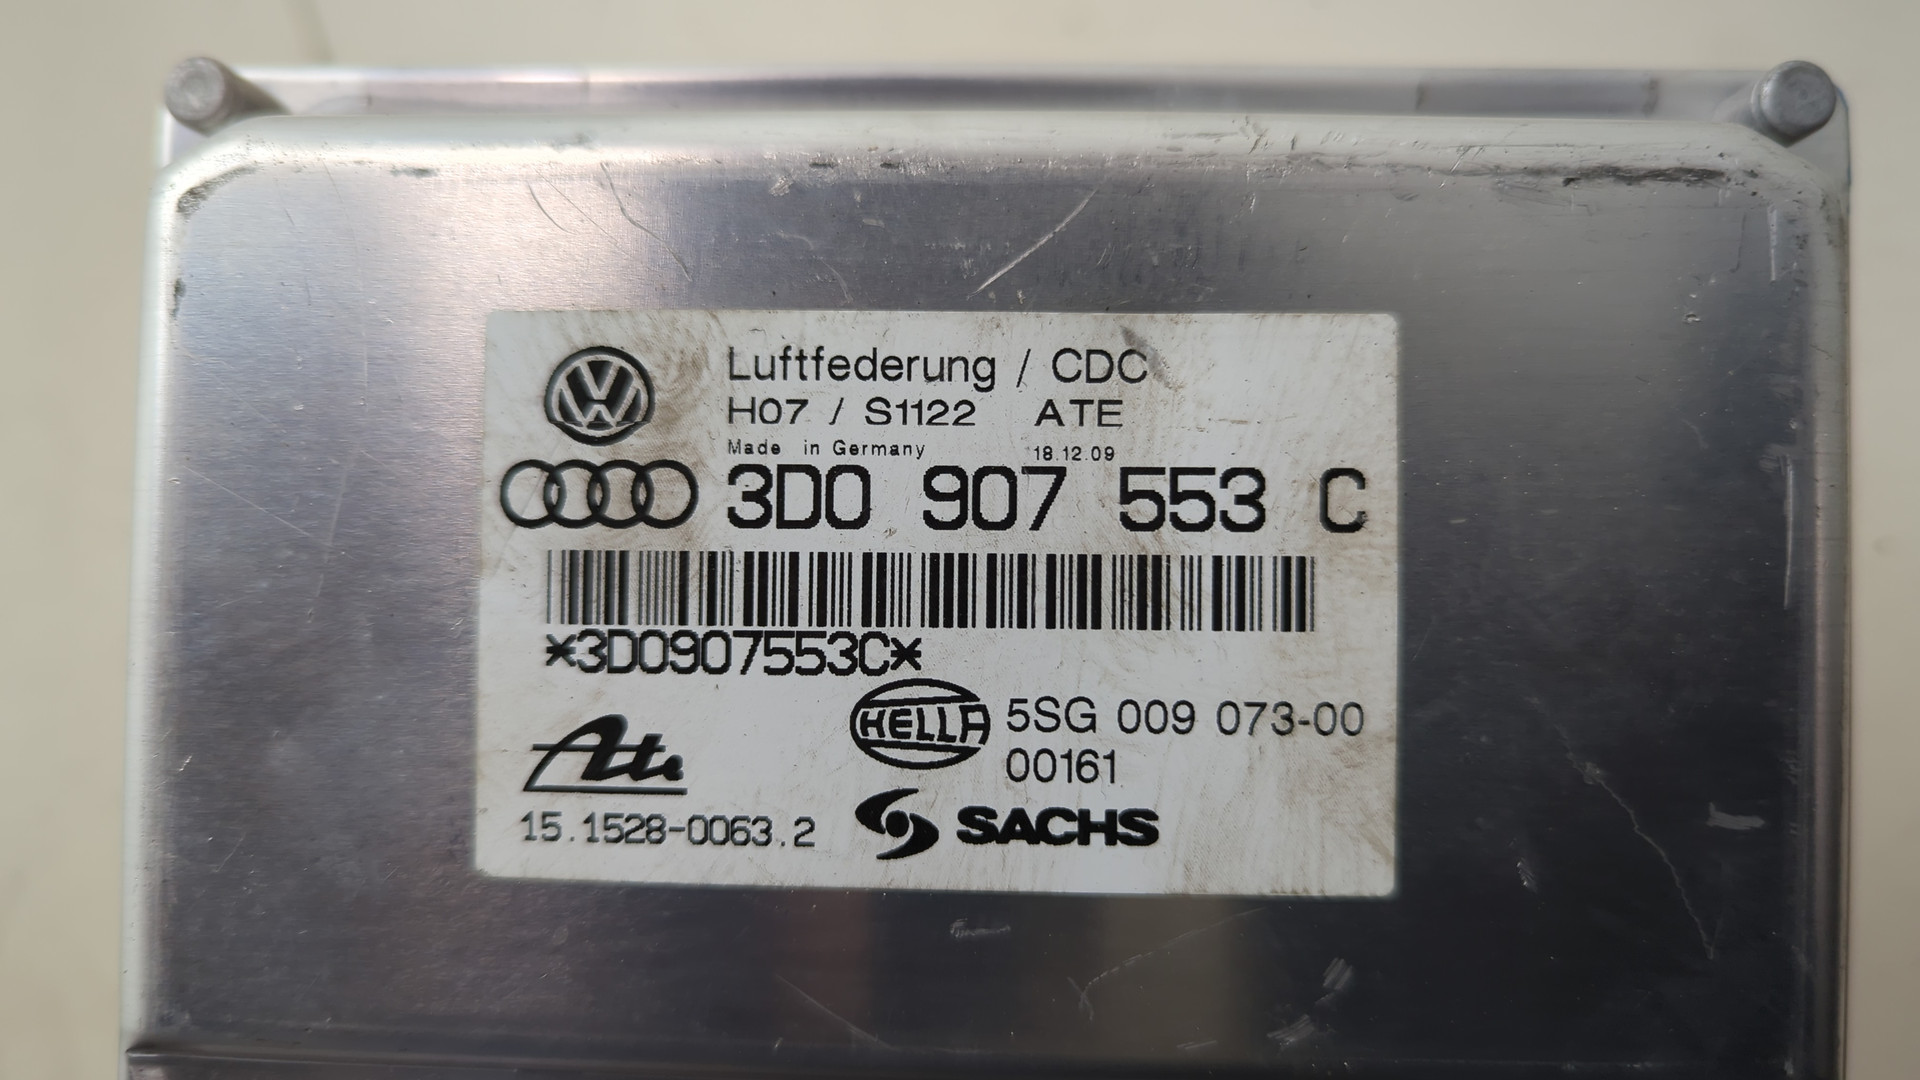 Luftfederung / CDC
H07 / S1122 ATE
Made in Germany 18.12.09
3D0 907 553 C
*3D0907553C*
HELLA 5SG 009 073-00
00161
Ate
15.1528-0063.2 SACHS